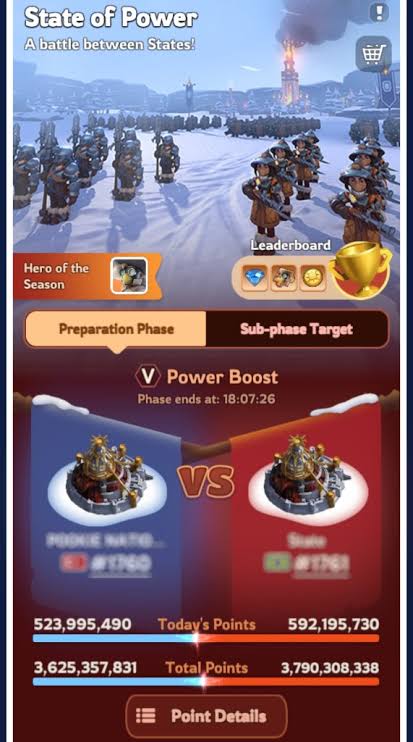 State of Power
A battle between States!
Leaderboard
Hero of the
Season
Preparation Phase
Sub-phase Target
V Power Boost
Phase ends at: 18:07:26
VS
#1760
#1761
523,995,490 Today's Points 592,195,730
3,625,357,831 Total Points 3,790,308,338
Point Details